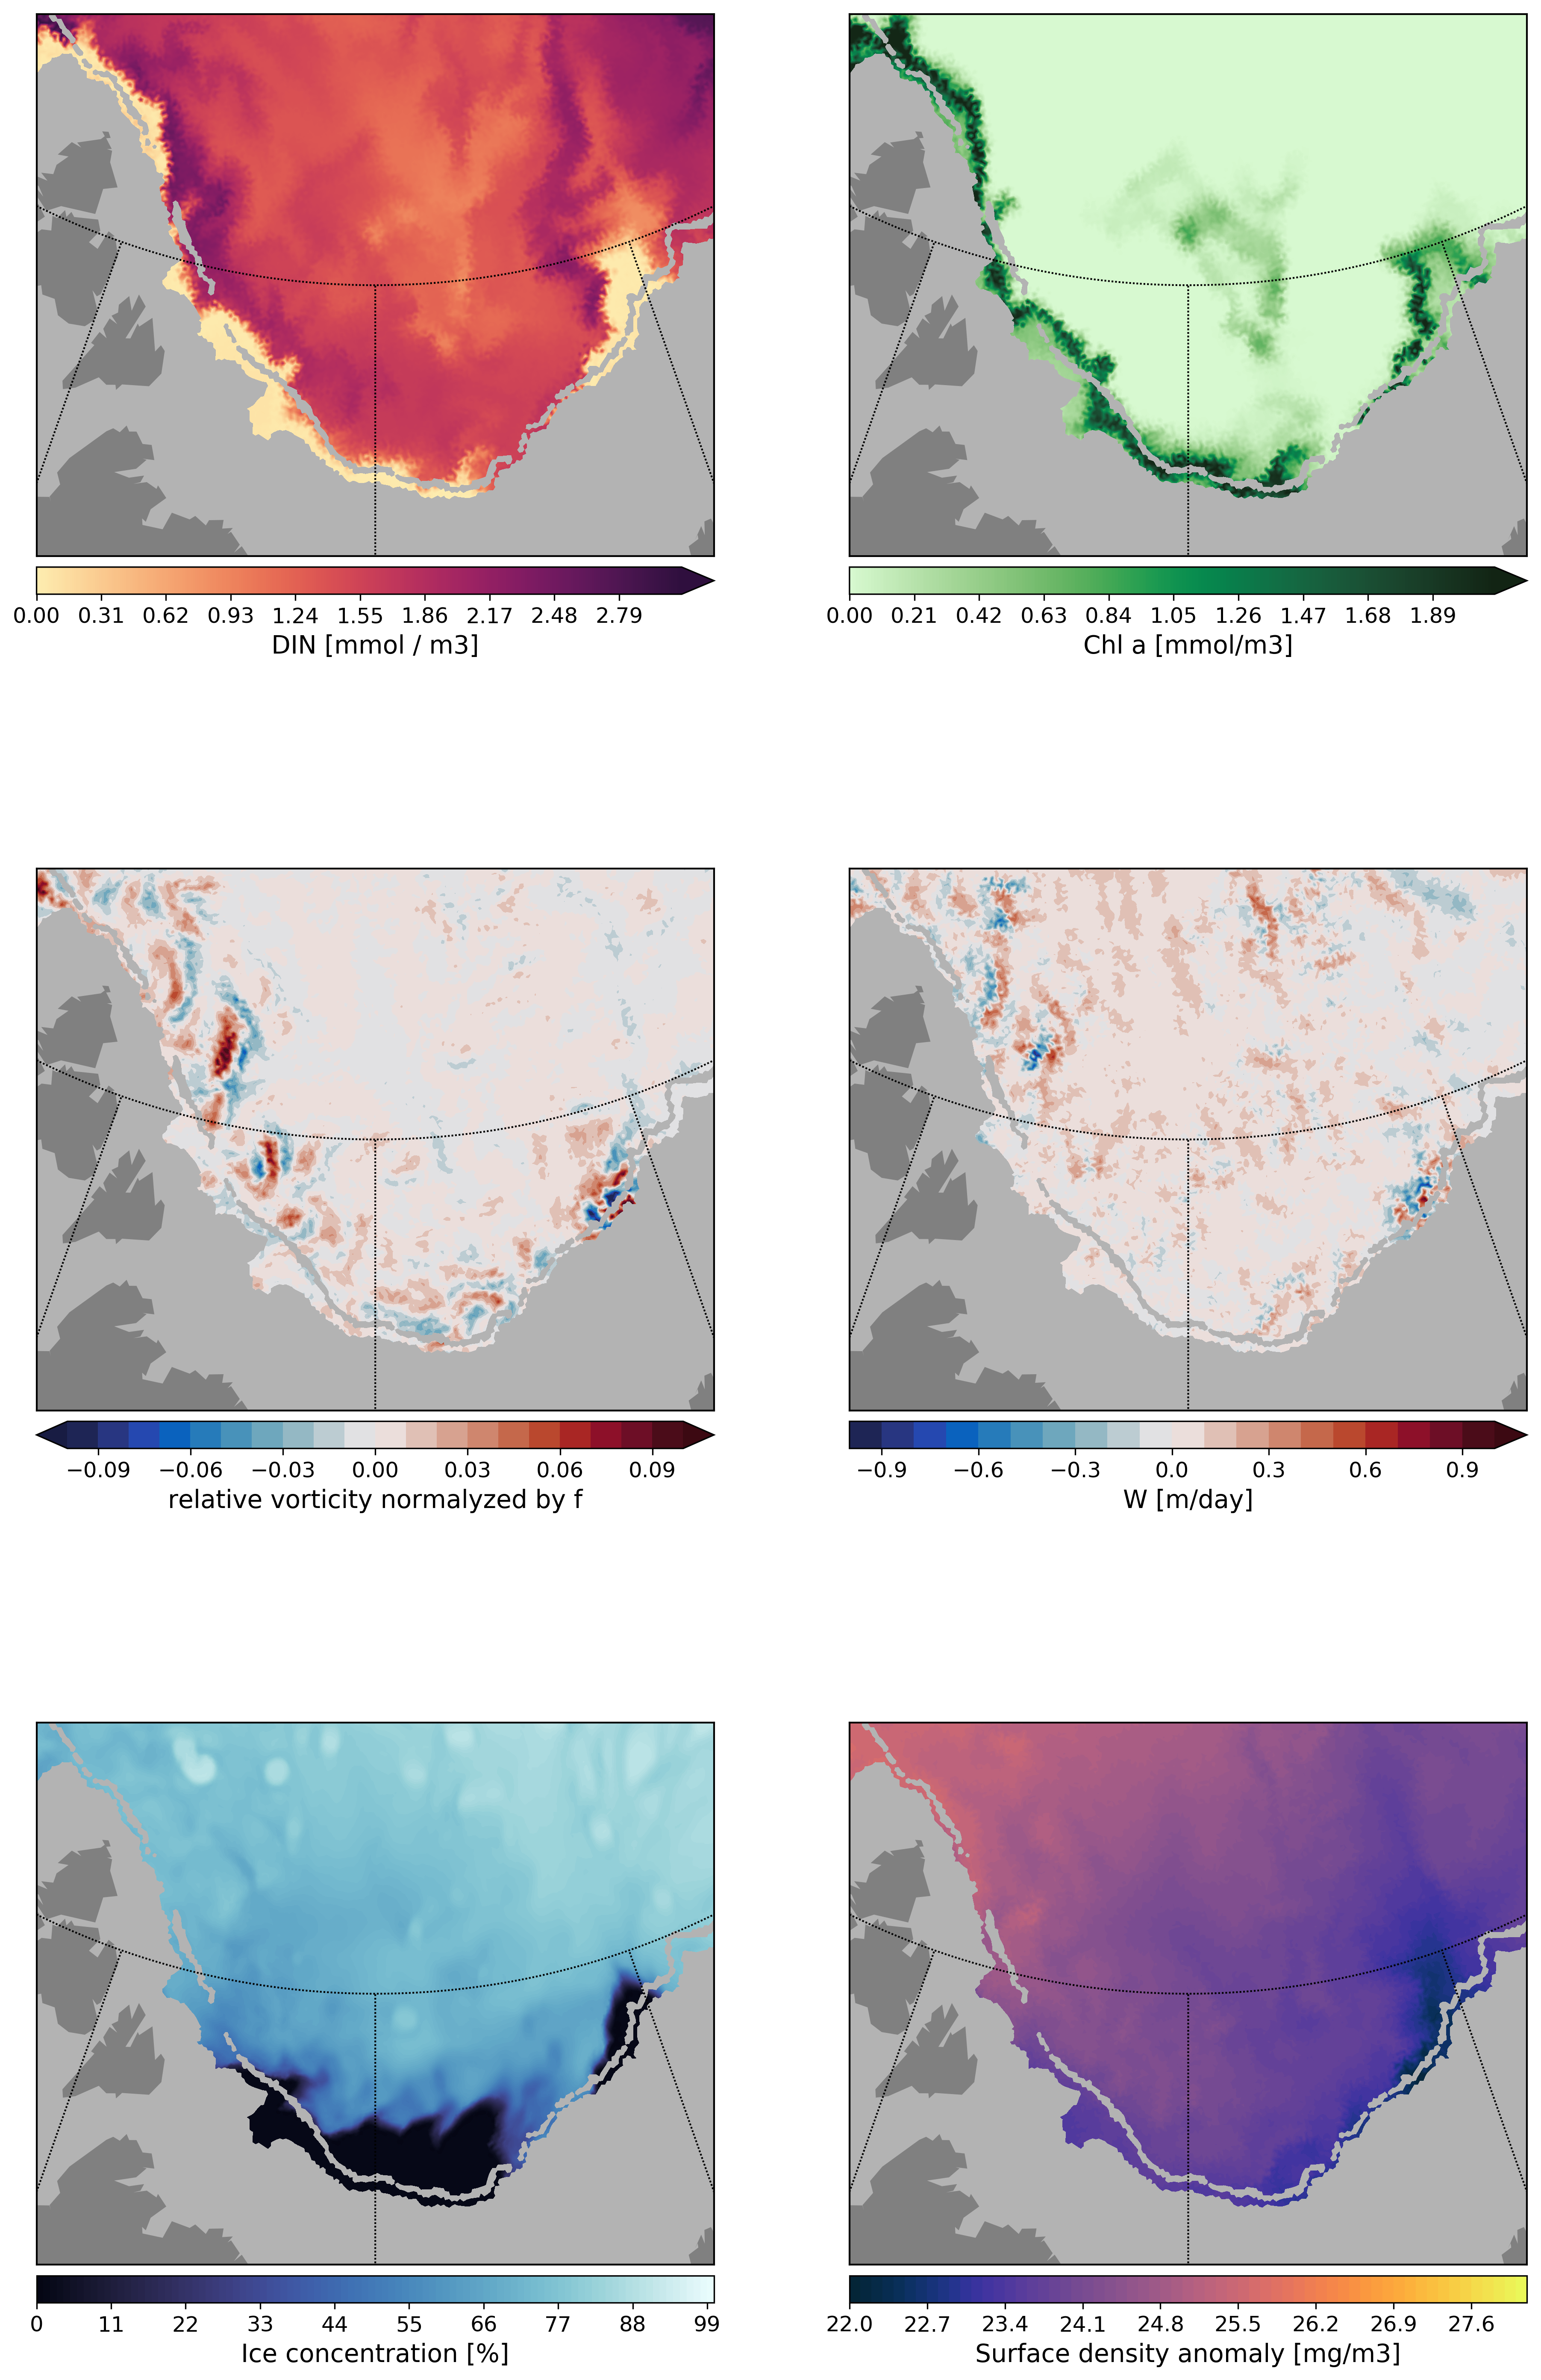 0.00 0.31 0.62 0.93 1.24 1.55 1.86 2.17 2.48 2.79
DIN [mmol / m3]
0.00 0.21 0.42 0.63 0.84 1.05 1.26 1.47 1.68 1.89
Chl a [mmol/m3]
−0.09 −0.06 −0.03 0.00 0.03 0.06 0.09
relative vorticity normalyzed by f
−0.9 −0.6 −0.3 0.0 0.3 0.6 0.9
W [m/day]
0 11 22 33 44 55 66 77 88 99
Ice concentration [%]
22.0 22.7 23.4 24.1 24.8 25.5 26.2 26.9 27.6
Surface density anomaly [mg/m3]